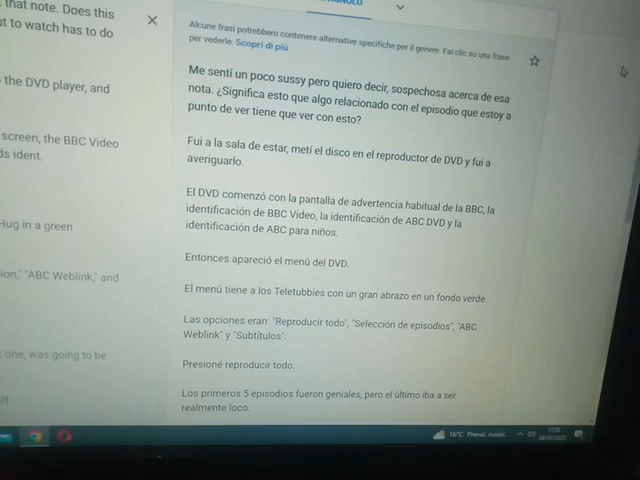 that note. Does this
to watch has to do
the DVD player, and
screen, the BBC Video
ds ident.
Hug in a green
"ABC Weblink," and
one, was going to be
Alcune frasi potrebbero contenere alternative specifiche per il genere. Fai clic su una frase
per vederle. Scopri di più
Me sentí un poco sussy pero quiero decir, sospechosa acerca de esa
nota. ¿Significa esto que algo relacionado con el episodio que estoy a
punto de ver tiene que ver con esto?
Fui a la sala de estar, metí el disco en el reproductor de DVD y fui a
averiguarlo.
El DVD comenzó con la pantalla de advertencia habitual de la BBC, la
identificación de BBC Video, la identificación de ABC DVD y la
identificación de ABC para niños.
Entonces apareció el menú del DVD.
El menú tiene a los Teletubbies con un gran abrazo en un fondo verde.
Las opciones eran: "Reproducir todo", "Selección de episodios", "ABC
Weblink" y "Subtítulos".
Presioné reproducir todo.
Los primeros 5 episodios fueron geniales, pero el último iba a ser
realmente loco.
16°C Preval. nuvol.